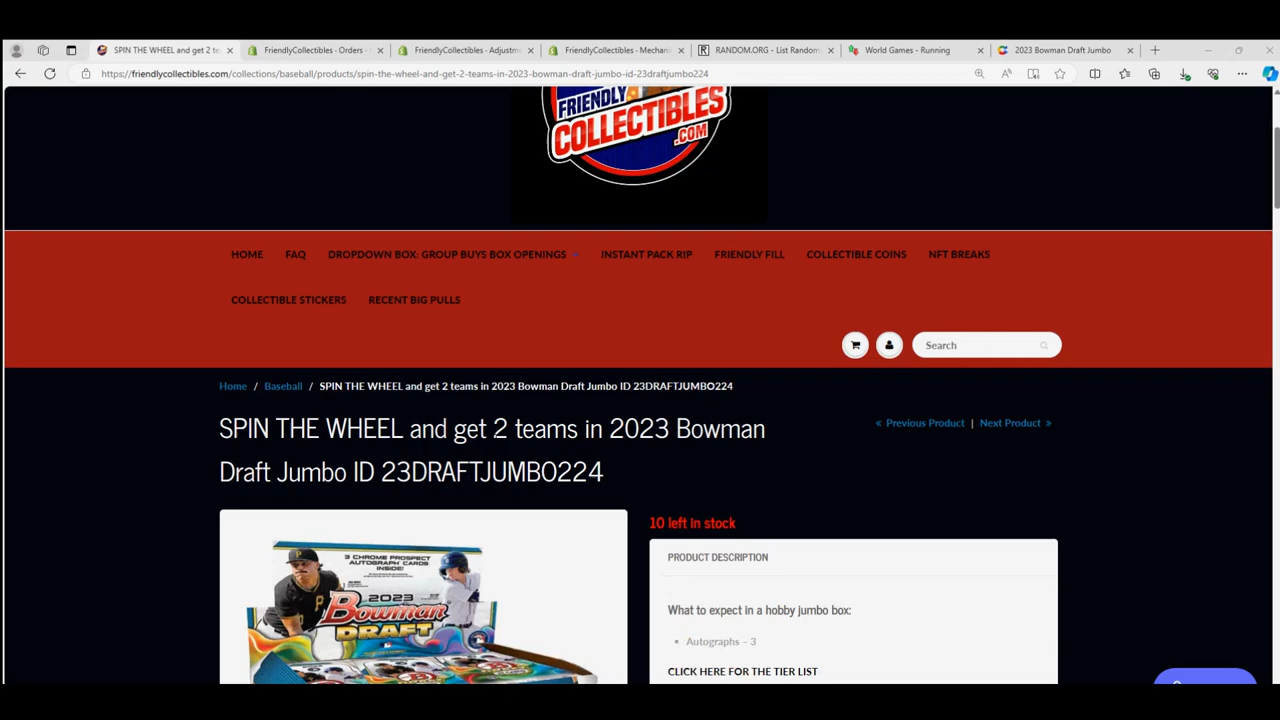 SPIN THE WHEEL and get 2 te
FriendlyCollectibles - Orders -
FriendlyCollectibles - Adjustme
FriendlyCollectibles - Mechani
RANDOM.ORG - List Random
World Games - Running
2023 Bowman Draft Jumbo
https://friendlycollectibles.com/collections/baseball/products/spin-the-wheel-and-get-2-teams-in-2023-bowman-draft-jumbo-id-23draftjumbo224
FRIENDLY
COLLECTIBLES
.COM
HOME FAQ DROPDOWN BOX: GROUP BUYS BOX OPENINGS INSTANT PACK RIP FRIENDLY FILL COLLECTIBLE COINS NFT BREAKS
COLLECTIBLE STICKERS RECENT BIG PULLS
Search
Home / Baseball / SPIN THE WHEEL and get 2 teams in 2023 Bowman Draft Jumbo ID 23DRAFTJUMBO224
SPIN THE WHEEL and get 2 teams in 2023 Bowman
Draft Jumbo ID 23DRAFTJUMBO224
« Previous Product | Next Product »
3 CHROME PROSPECT
AUTOGRAPH CARDS
INSIDE!
2023
Bowman
DRAFT
10 left in stock
PRODUCT DESCRIPTION
What to expect in a hobby jumbo box:
Autographs – 3
CLICK HERE FOR THE TIER LIST